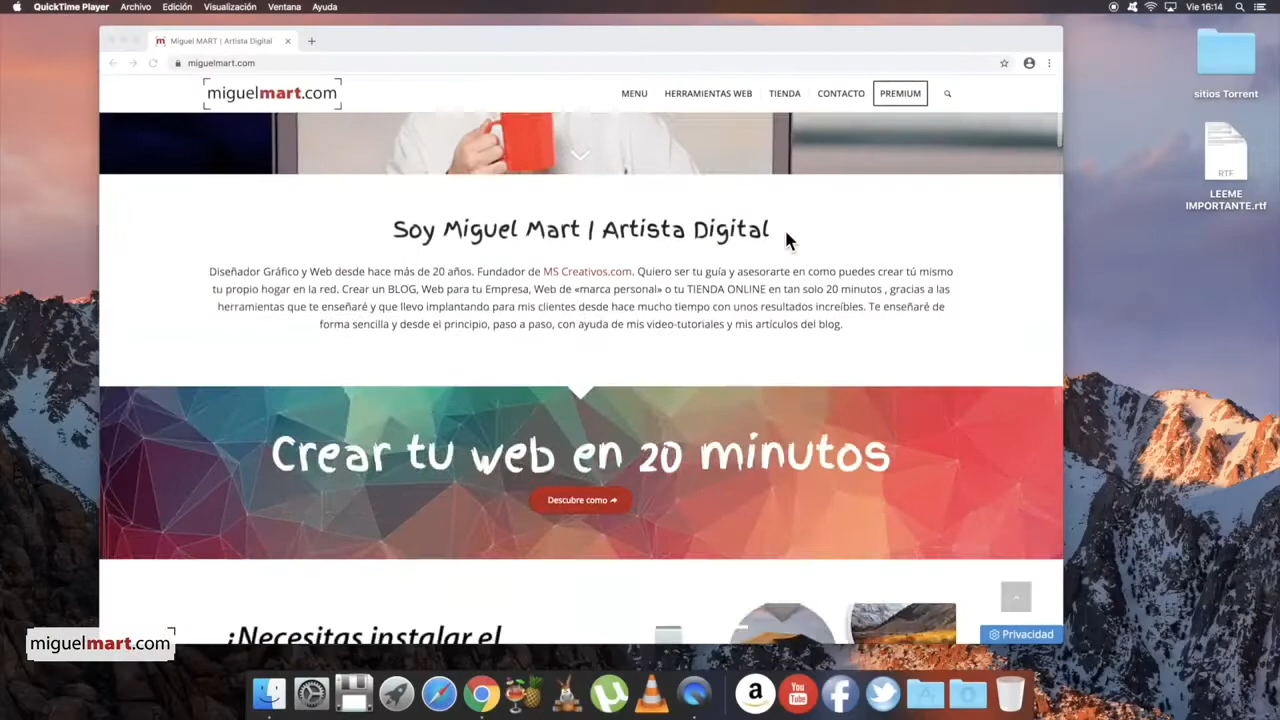 QuickTime Player Archivo Edición Visualización Ventana Ayuda Vie 16:14
Miguel MART | Artista Digital
miguelmart.com
miguelmart.com MENU HERRAMIENTAS WEB TIENDA CONTACTO PREMIUM
sitios Torrent
RTF
LEEME
IMPORTANTE.rtf
Soy Miguel Mart | Artista Digital
Diseñador Gráfico y Web desde hace más de 20 años. Fundador de MS Creativos.com. Quiero ser tu guía y asesorarte en como puedes crear tú mismo
tu propio hogar en la red. Crear un BLOG, Web para tu Empresa, Web de «marca personal» o tu TIENDA ONLINE en tan solo 20 minutos , gracias a las
herramientas que te enseñaré y que llevo implantando para mis clientes desde hace mucho tiempo con unos resultados increíbles. Te enseñaré de
forma sencilla y desde el principio, paso a paso, con ayuda de mis video-tutoriales y mis artículos del blog.
Crear tu web en 20 minutos
Descubre como
¿Necesitas instalar el
Privacidad
miguelmart.com
You
Tube